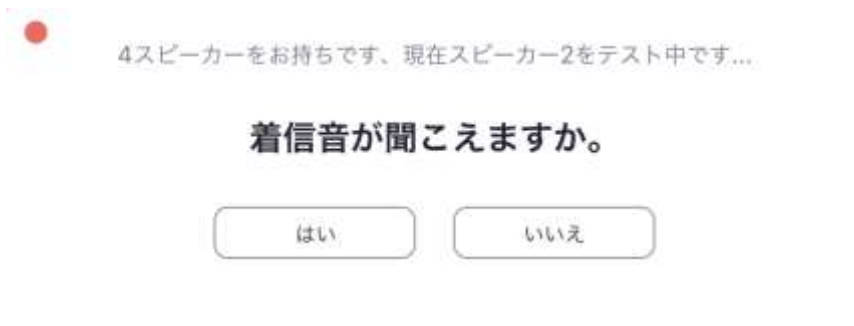 4スピーカーをお持ちです、現在スピーカー2をテスト中です...
着信音が聞こえますか。
はい
いいえ